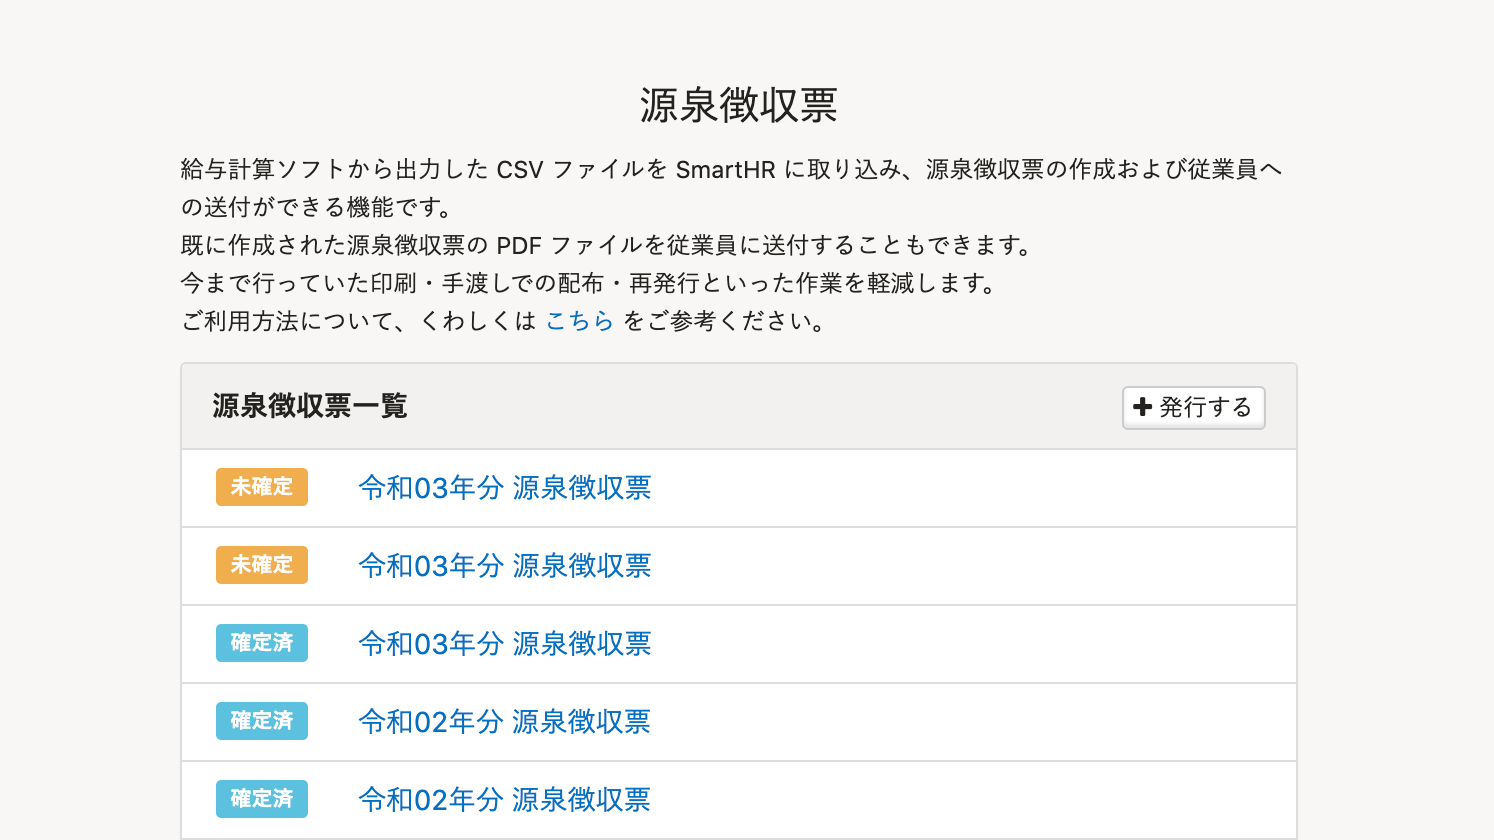 源泉徴収票
給与計算ソフトから出力した CSV ファイルを SmartHR に取り込み、源泉徴収票の作成および従業員へ
の送付ができる機能です。
既に作成された源泉徴収票の PDF ファイルを従業員に送付することもできます。
今まで行っていた印刷・手渡しでの配布・再発行といった作業を軽減します。
ご利用方法について、くわしくは こちら をご参考ください。
源泉徴収票一覧
+ 発行する
未確定 令和03年分 源泉徴収票
未確定 令和03年分 源泉徴収票
確定済 令和03年分 源泉徴収票
確定済 令和02年分 源泉徴収票
確定済 令和02年分 源泉徴収票